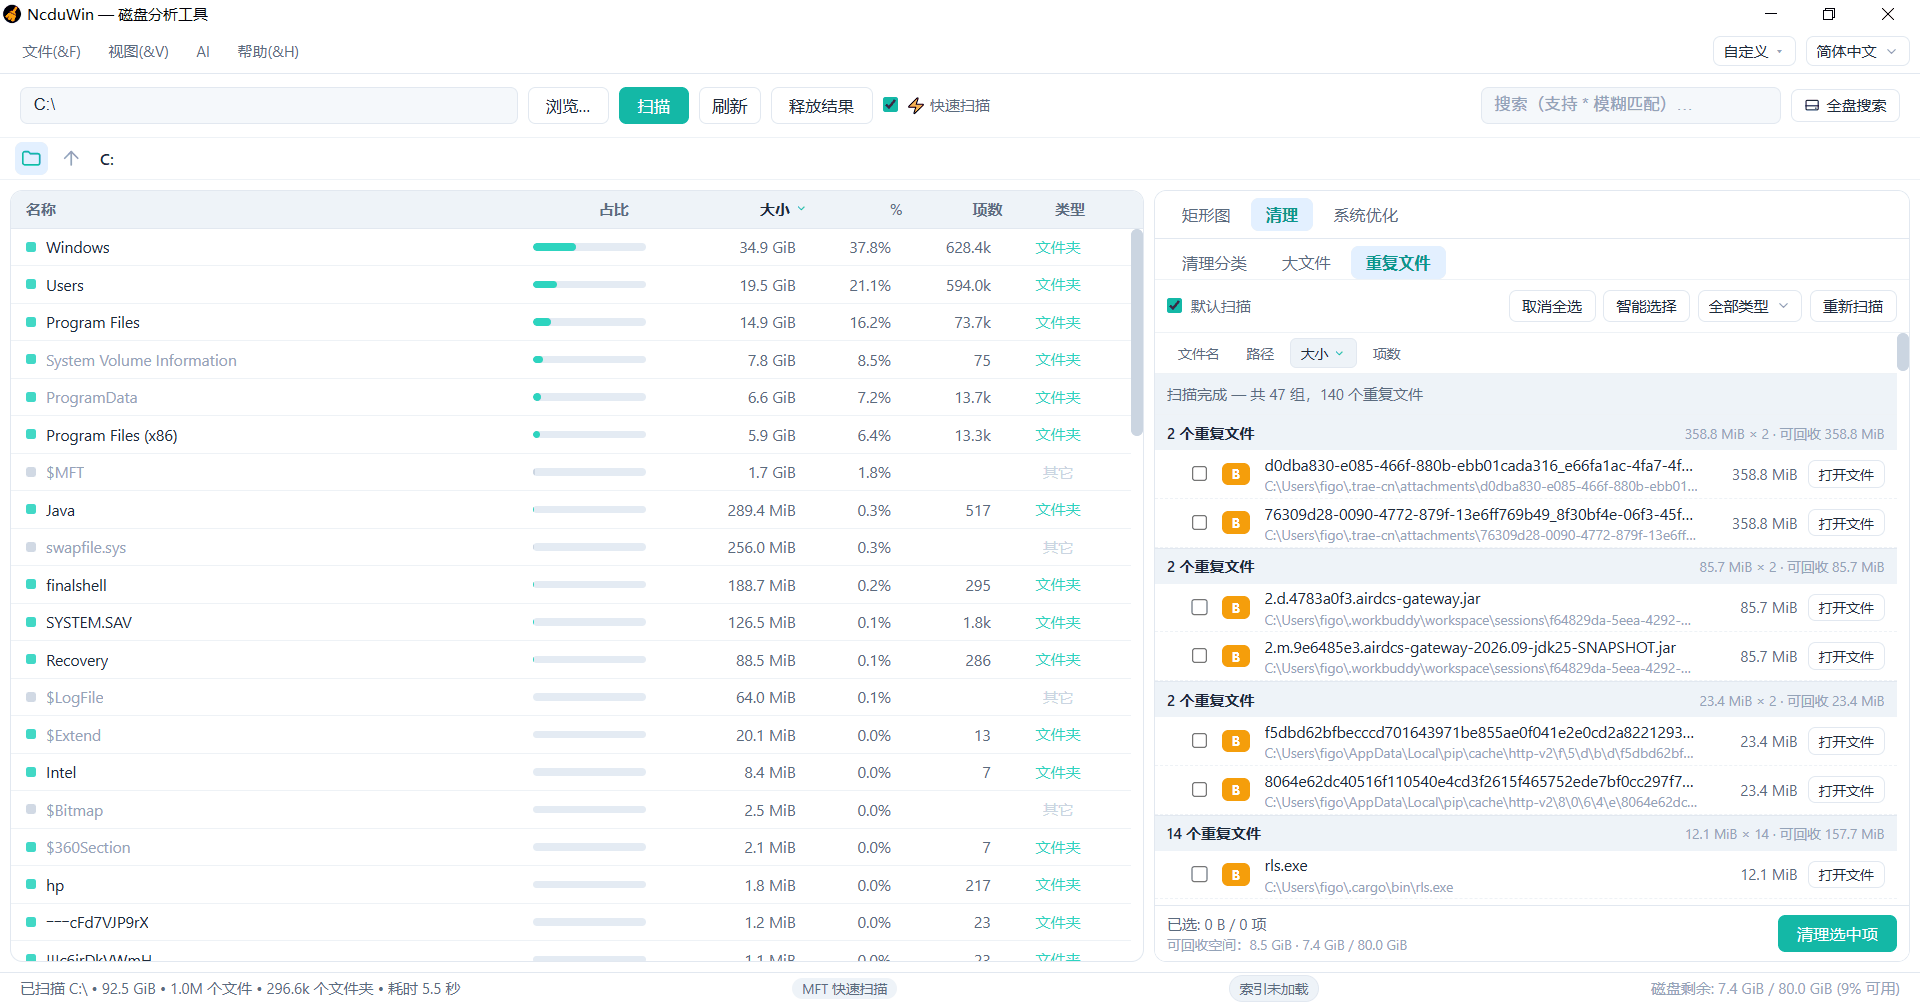 NcduWin — 磁盘分析工具
文件(&F) 视图(&V) AI 帮助(&H) 自定义 简体中文
C:\ 浏览... 扫描 刷新 释放结果 快速扫描 搜索（支持 * 模糊匹配）... 全盘搜索
C:
名称 占比 大小 % 项数 类型
Windows 34.9 GiB 37.8% 628.4k 文件夹
Users 19.5 GiB 21.1% 594.0k 文件夹
Program Files 14.9 GiB 16.2% 73.7k 文件夹
System Volume Information 7.8 GiB 8.5% 75 文件夹
ProgramData 6.6 GiB 7.2% 13.7k 文件夹
Program Files (x86) 5.9 GiB 6.4% 13.3k 文件夹
$MFT 1.7 GiB 1.8% 其它
Java 289.4 MiB 0.3% 517 文件夹
swapfile.sys 256.0 MiB 0.3% 其它
finalshell 188.7 MiB 0.2% 295 文件夹
SYSTEM.SAV 126.5 MiB 0.1% 1.8k 文件夹
Recovery 88.5 MiB 0.1% 286 文件夹
$LogFile 64.0 MiB 0.1% 其它
$Extend 20.1 MiB 0.0% 13 文件夹
Intel 8.4 MiB 0.0% 7 文件夹
$Bitmap 2.5 MiB 0.0% 其它
$360Section 2.1 MiB 0.0% 7 文件夹
hp 1.8 MiB 0.0% 217 文件夹
---cFd7VJP9rX 1.2 MiB 0.0% 23 文件夹
1.1 MiB 0.0% 23 文件夹
矩形图 清理 系统优化
清理分类 大文件 重复文件
默认扫描 取消全选 智能选择 全部类型 重新扫描
文件名 路径 大小 项数
扫描完成 — 共 47 组，140 个重复文件
2 个重复文件 358.8 MiB × 2 · 可回收 358.8 MiB
B d0dba830-e085-466f-880b-ebb01cada316_e66fa1ac-4fa7-4f... 358.8 MiB 打开文件
C:\Users\figo\.trae-cn\attachments\d0dba830-e085-466f-880b-ebb01...
B 76309d28-0090-4772-879f-13e6ff769b49_8f30bf4e-06f3-45f... 358.8 MiB 打开文件
C:\Users\figo\.trae-cn\attachments\76309d28-0090-4772-879f-13e6ff...
2 个重复文件 85.7 MiB × 2 · 可回收 85.7 MiB
B 2.d.4783a0f3.airdcs-gateway.jar 85.7 MiB 打开文件
C:\Users\figo\.workbuddy\workspace\sessions\f64829da-5eea-4292-...
B 2.m.9e6485e3.airdcs-gateway-2026.09-jdk25-SNAPSHOT.jar 85.7 MiB 打开文件
C:\Users\figo\.workbuddy\workspace\sessions\f64829da-5eea-4292-...
2 个重复文件 23.4 MiB × 2 · 可回收 23.4 MiB
B f5dbd62bfbecccd701643971be855ae0f041e2e0cd2a8221293... 23.4 MiB 打开文件
C:\Users\figo\AppData\Local\pip\cache\http-v2\f\5\d\b\d\f5dbd62bf...
B 8064e62dc40516f110540e4cd3f2615f465752ede7bf0cc297f7... 23.4 MiB 打开文件
C:\Users\figo\AppData\Local\pip\cache\http-v2\8\0\6\4\e\8064e62dc...
14 个重复文件 12.1 MiB × 14 · 可回收 157.7 MiB
B rls.exe 12.1 MiB 打开文件
C:\Users\figo\.cargo\bin\rls.exe
已选: 0 B / 0 项
可回收空间：8.5 GiB · 7.4 GiB / 80.0 GiB
清理选中项
已扫描 C:\ • 92.5 GiB • 1.0M 个文件 • 296.6k 个文件夹 • 耗时 5.5 秒 MFT 快速扫描 索引未加载 磁盘剩余: 7.4 GiB / 80.0 GiB (9% 可用)